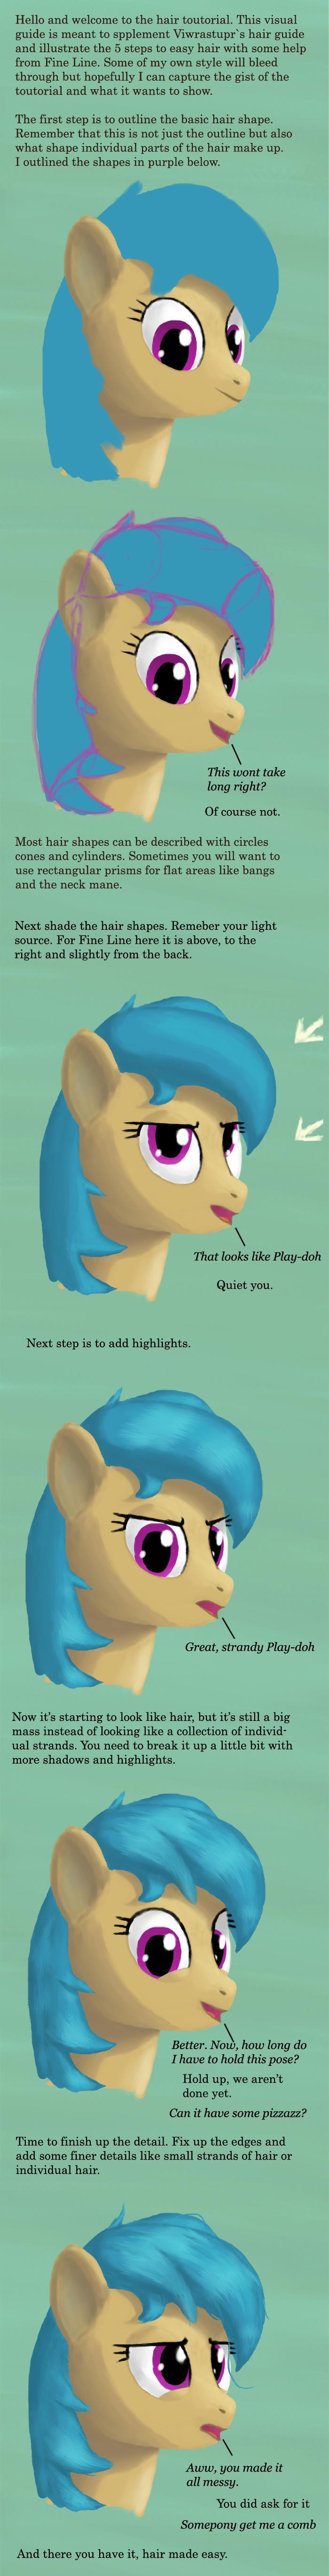 Hello and welcome to the hair toutorial. This visual
guide is meant to spplement Viwrastupr`s hair guide
and illustrate the 5 steps to easy hair with some help
from Fine Line. Some of my own style will bleed
through but hopefully I can capture the gist of the
toutorial and what it wants to show.
The first step is to outline the basic hair shape.
Remember that this is not just the outline but also
what shape individual parts of the hair make up.
I outlined the shapes in purple below.
This wont take
long right?
Of course not.
Most hair shapes can be described with circles
cones and cylinders. Sometimes you will want to
use rectangular prisms for flat areas like bangs
and the neck mane.
Next shade the hair shapes. Remeber your light
source. For Fine Line here it is above, to the
right and slightly from the back.
That looks like Play-doh
Quiet you.
Next step is to add highlights.
Great, strandy Play-doh
Now it's starting to look like hair, but it's still a big
mass instead of looking like a collection of individ-
ual strands. You need to break it up a little bit with
more shadows and highlights.
Better. Now, how long do
I have to hold this pose?
Hold up, we aren't
done yet.
Can it have some pizzazz?
Time to finish up the detail. Fix up the edges and
add some finer details like small strands of hair or
individual hair.
Aww, you made it
all messy.
You did ask for it
Somepony get me a comb
And there you have it, hair made easy.